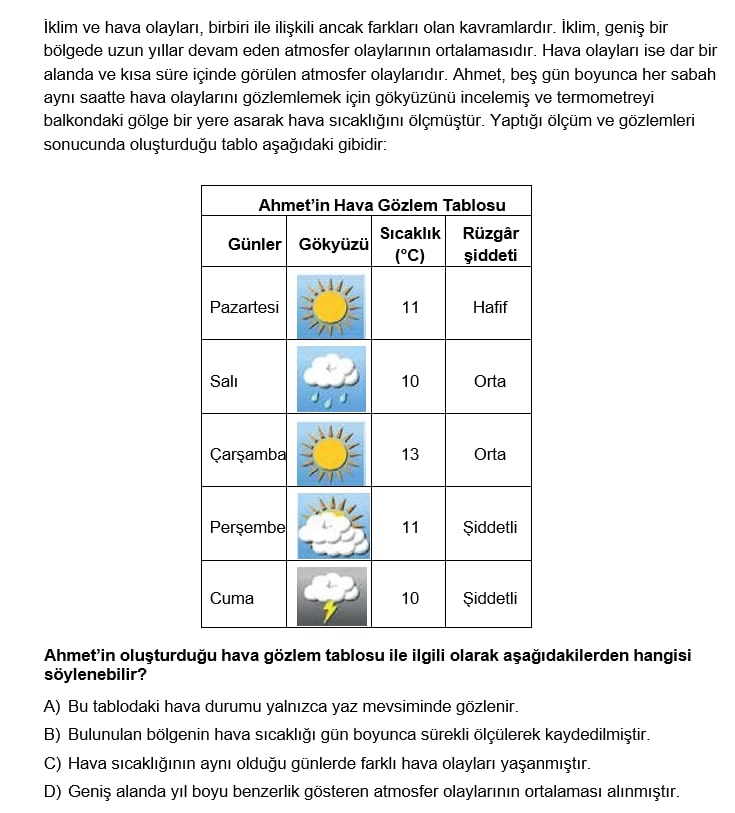 İklim ve hava olayları, birbiri ile ilişkili ancak farkları olan kavramlardır. İklim, geniş bir
bölgede uzun yıllar devam eden atmosfer olaylarının ortalamasıdır. Hava olayları ise dar bir
alanda ve kısa süre içinde görülen atmosfer olaylarıdır. Ahmet, beş gün boyunca her sabah
aynı saatte hava olaylarını gözlemlemek için gökyüzünü incelemiş ve termometreyi
balkondaki gölge bir yere asarak hava sıcaklığını ölçmüştür. Yaptığı ölçüm ve gözlemleri
sonucunda oluşturduğu tablo aşağıdaki gibidir:
Ahmet'in Hava Gözlem Tablosu
Günler Gökyüzü Sıcaklık (°C) Rüzgâr şiddeti
Pazartesi 11 Hafif
Salı 10 Orta
Çarşamba 13 Orta
Perşembe 11 Şiddetli
Cuma 10 Şiddetli
Ahmet'in oluşturduğu hava gözlem tablosu ile ilgili olarak aşağıdakilerden hangisi
söylenebilir?
A) Bu tablodaki hava durumu yalnızca yaz mevsiminde gözlenir.
B) Bulunulan bölgenin hava sıcaklığı gün boyunca sürekli ölçülerek kaydedilmiştir.
C) Hava sıcaklığının aynı olduğu günlerde farklı hava olayları yaşanmıştır.
D) Geniş alanda yıl boyu benzerlik gösteren atmosfer olaylarının ortalaması alınmıştır.